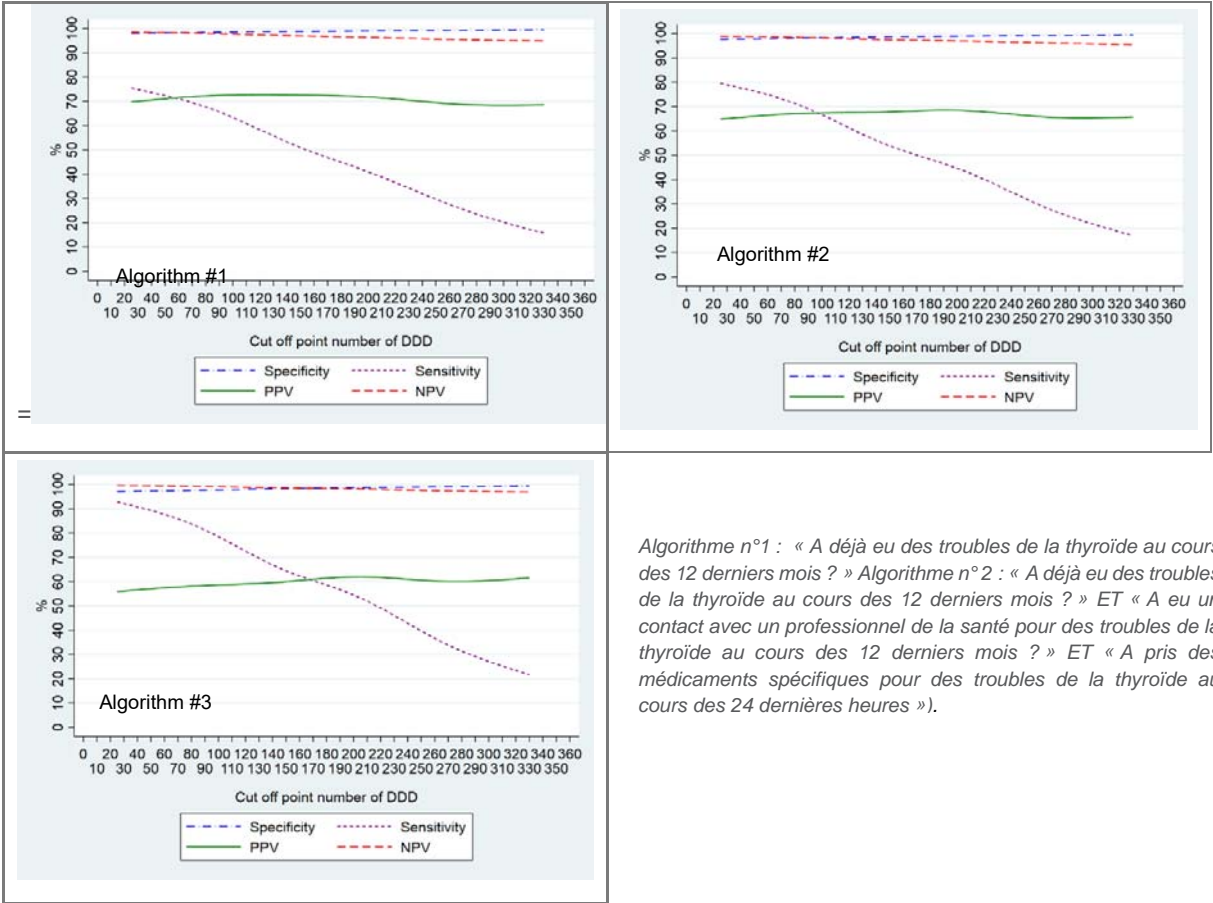 100
90
80
70
60
50
40
30
20
10
0
%
Algorithm #1
0 20 40 60 80 100 120 140 160 180 200 220 240 260 280 300 320 340 360
10 30 50 70 90 110 130 150 170 190 210 230 250 270 290 310 330 350
Cut off point number of DDD
Specificity Sensitivity
PPV NPV
=
100
90
80
70
60
50
40
30
20
10
0
%
Algorithm #2
0 20 40 60 80 100 120 140 160 180 200 220 240 260 280 300 320 340 360
10 30 50 70 90 110 130 150 170 190 210 230 250 270 290 310 330 350
Cut off point number of DDD
Specificity Sensitivity
PPV NPV
100
90
80
70
60
50
40
30
20
10
0
%
Algorithm #3
0 20 40 60 80 100 120 140 160 180 200 220 240 260 280 300 320 340 360
10 30 50 70 90 110 130 150 170 190 210 230 250 270 290 310 330 350
Cut off point number of DDD
Specificity Sensitivity
PPV NPV
Algorithme n°1 : « A déjà eu des troubles de la thyroïde au cours
des 12 derniers mois ? » Algorithme n° 2 : « A déjà eu des troubles
de la thyroïde au cours des 12 derniers mois ? » ET « A eu un
contact avec un professionnel de la santé pour des troubles de la
thyroïde au cours des 12 derniers mois ? » ET « A pris des
médicaments spécifiques pour des troubles de la thyroïde au
cours des 24 dernières heures »).